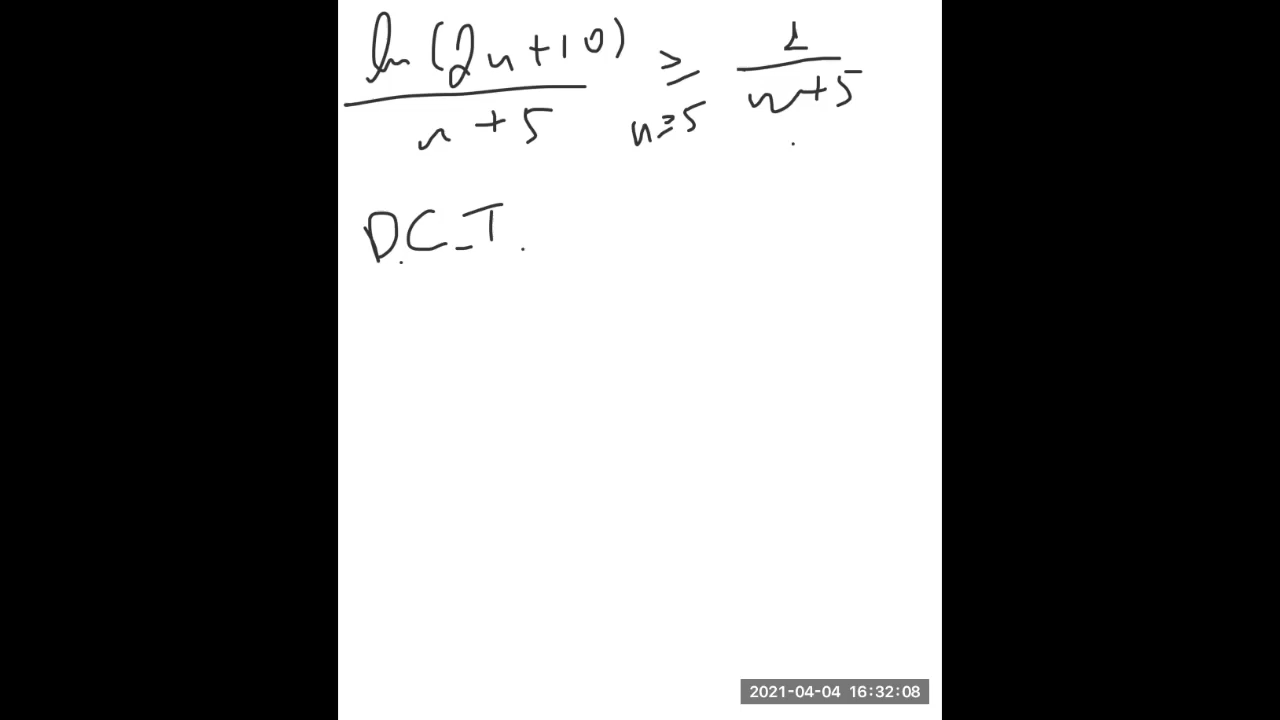 ln(2n+10)/(n+5) ≥ 1/(n+5)
n≥5
D.C.T.
2021-04-04 16:32:08